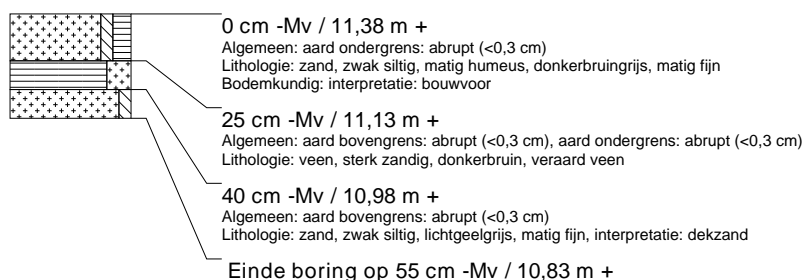 0 cm -Mv / 11,38 m +
Algemeen: aard ondergrens: abrupt (<0,3 cm)
Lithologie: zand, zwak siltig, matig humeus, donkerbruingrijs, matig fijn
Bodemkundig: interpretatie: bouwvoor
25 cm -Mv / 11,13 m +
Algemeen: aard bovengrens: abrupt (<0,3 cm), aard ondergrens: abrupt (<0,3 cm)
Lithologie: veen, sterk zandig, donkerbruin, veraard veen
40 cm -Mv / 10,98 m +
Algemeen: aard bovengrens: abrupt (<0,3 cm)
Lithologie: zand, zwak siltig, lichtgeelgrijs, matig fijn, interpretatie: dekzand
Einde boring op 55 cm -Mv / 10,83 m +